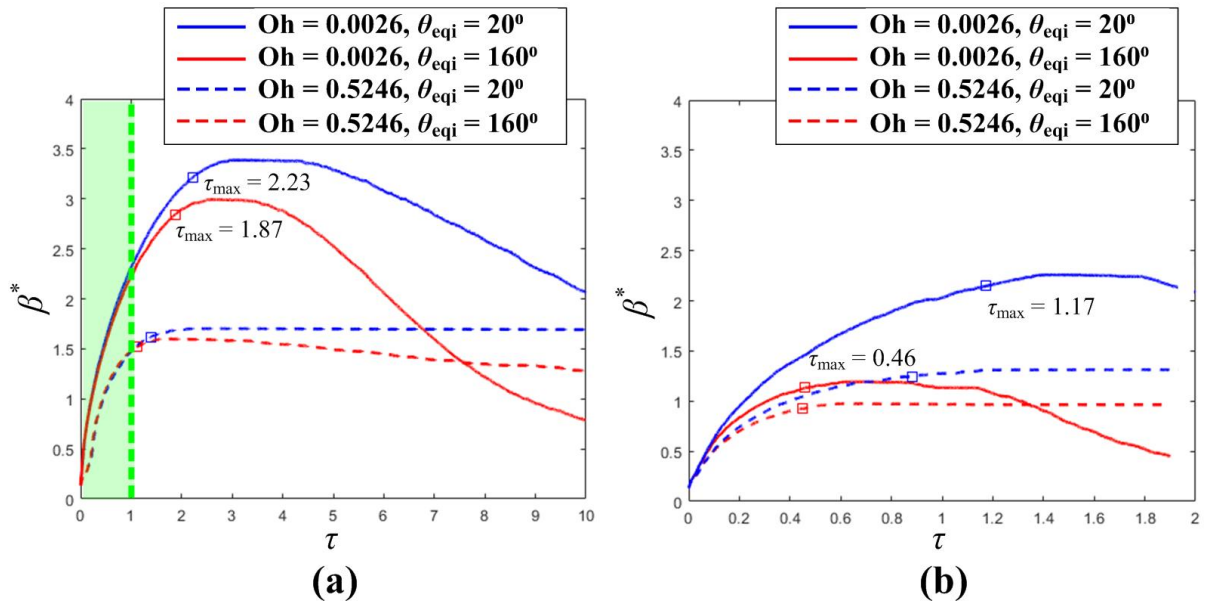 Oh = 0.0026, θeqi = 20⁰
Oh = 0.0026, θeqi = 160⁰
Oh = 0.5246, θeqi = 20⁰
Oh = 0.5246, θeqi = 160⁰
4
3.5
3
2.5
2
1.5
1
0.5
0
β*
τmax = 2.23
τmax = 1.87
0 1 2 3 4 5 6 7 8 9 10
τ
(a)
Oh = 0.0026, θeqi = 20⁰
Oh = 0.0026, θeqi = 160⁰
Oh = 0.5246, θeqi = 20⁰
Oh = 0.5246, θeqi = 160⁰
4
3.5
3
2.5
2
1.5
1
0.5
0
β*
τmax = 1.17
τmax = 0.46
0 0.2 0.4 0.6 0.8 1 1.2 1.4 1.6 1.8 2
τ
(b)